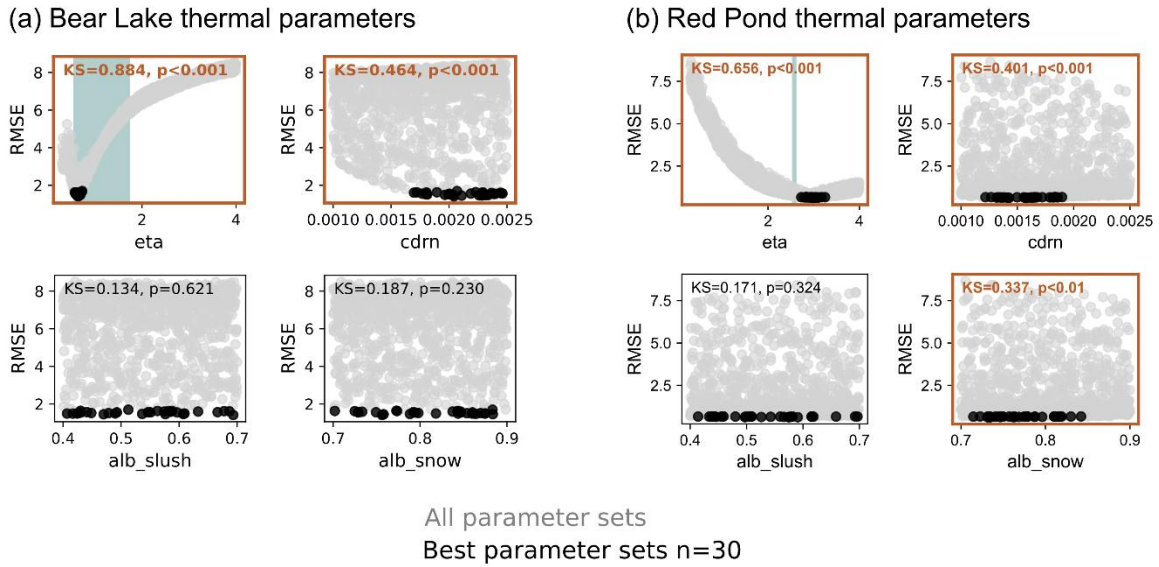 (a) Bear Lake thermal parameters
KS=0.884, p<0.001
RMSE
8
6
4
2
2
4
eta
KS=0.464, p<0.001
RMSE
8
6
4
2
0.0010
0.0015
0.0020
0.0025
cdrn
KS=0.134, p=0.621
RMSE
8
6
4
2
0.4
0.5
0.6
0.7
alb_slush
KS=0.187, p=0.230
RMSE
8
6
4
2
0.7
0.8
0.9
alb_snow
(b) Red Pond thermal parameters
KS=0.656, p<0.001
RMSE
7.5
5.0
2.5
2
4
eta
KS=0.401, p<0.001
RMSE
7.5
5.0
2.5
0.0010
0.0015
0.0020
0.0025
cdrn
KS=0.171, p=0.324
RMSE
7.5
5.0
2.5
0.4
0.5
0.6
0.7
alb_slush
KS=0.337, p<0.01
RMSE
7.5
5.0
2.5
0.7
0.8
0.9
alb_snow
All parameter sets
Best parameter sets n=30